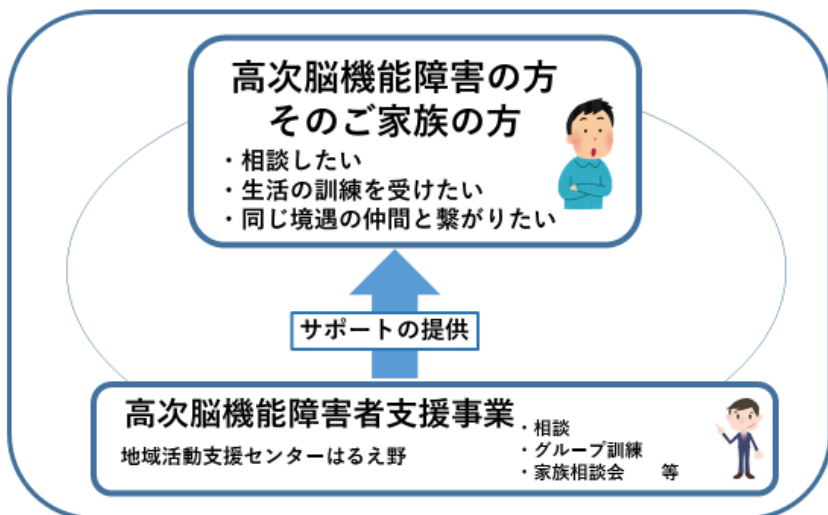 高次脳機能障害の方
そのご家族の方
・相談したい
・生活の訓練を受けたい
・同じ境遇の仲間と繋がりたい
サポートの提供
高次脳機能障害者支援事業
地域活動支援センターはるえ野
・相談
・グループ訓練
・家族相談会　等